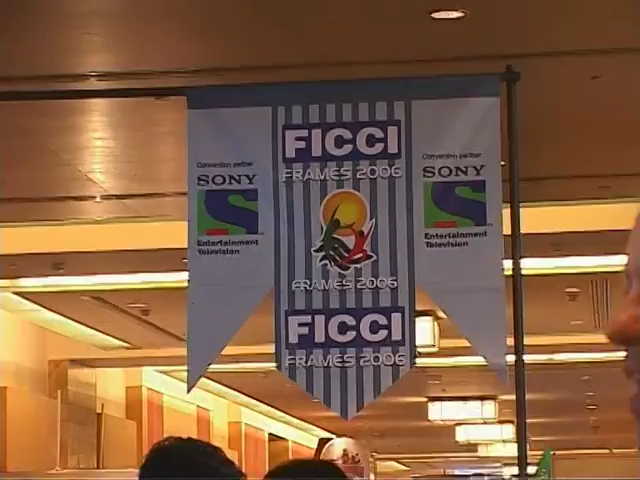 Convention partner
SONY
S
Entertainment
Television
FICCI
FRAMES 2006
FRAMES 2006
FICCI
FRAMES 2006
Convention partner
SONY
S
Entertainment
Television